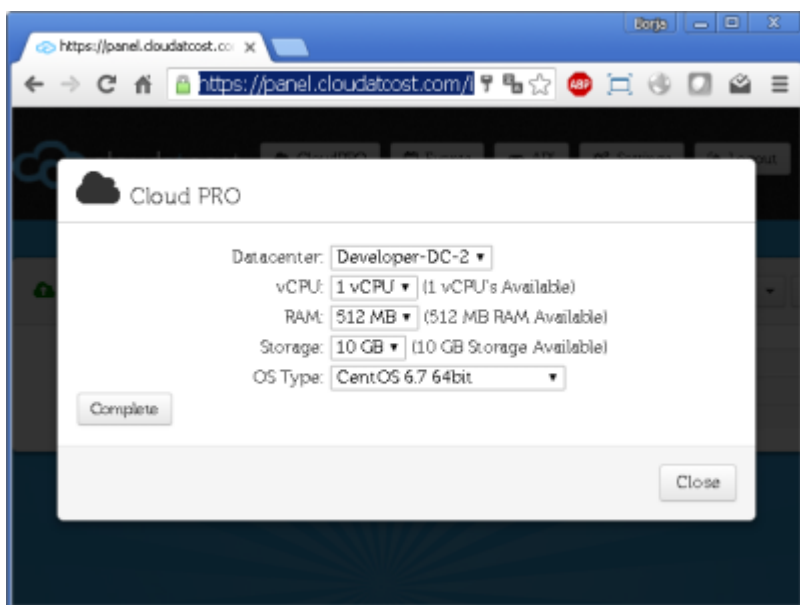 Borja
https://panel.cloudatcost.co
https://panel.cloudatcost.com/l
ABP
Cloud PRO
Datacenter: Developer-DC-2
vCPU: 1 vCPU (1 vCPU's Available)
RAM: 512 MB (512 MB RAM Available)
Storage: 10 GB (10 GB Storage Available)
OS Type: CentOS 6.7 64bit
Complete
Close